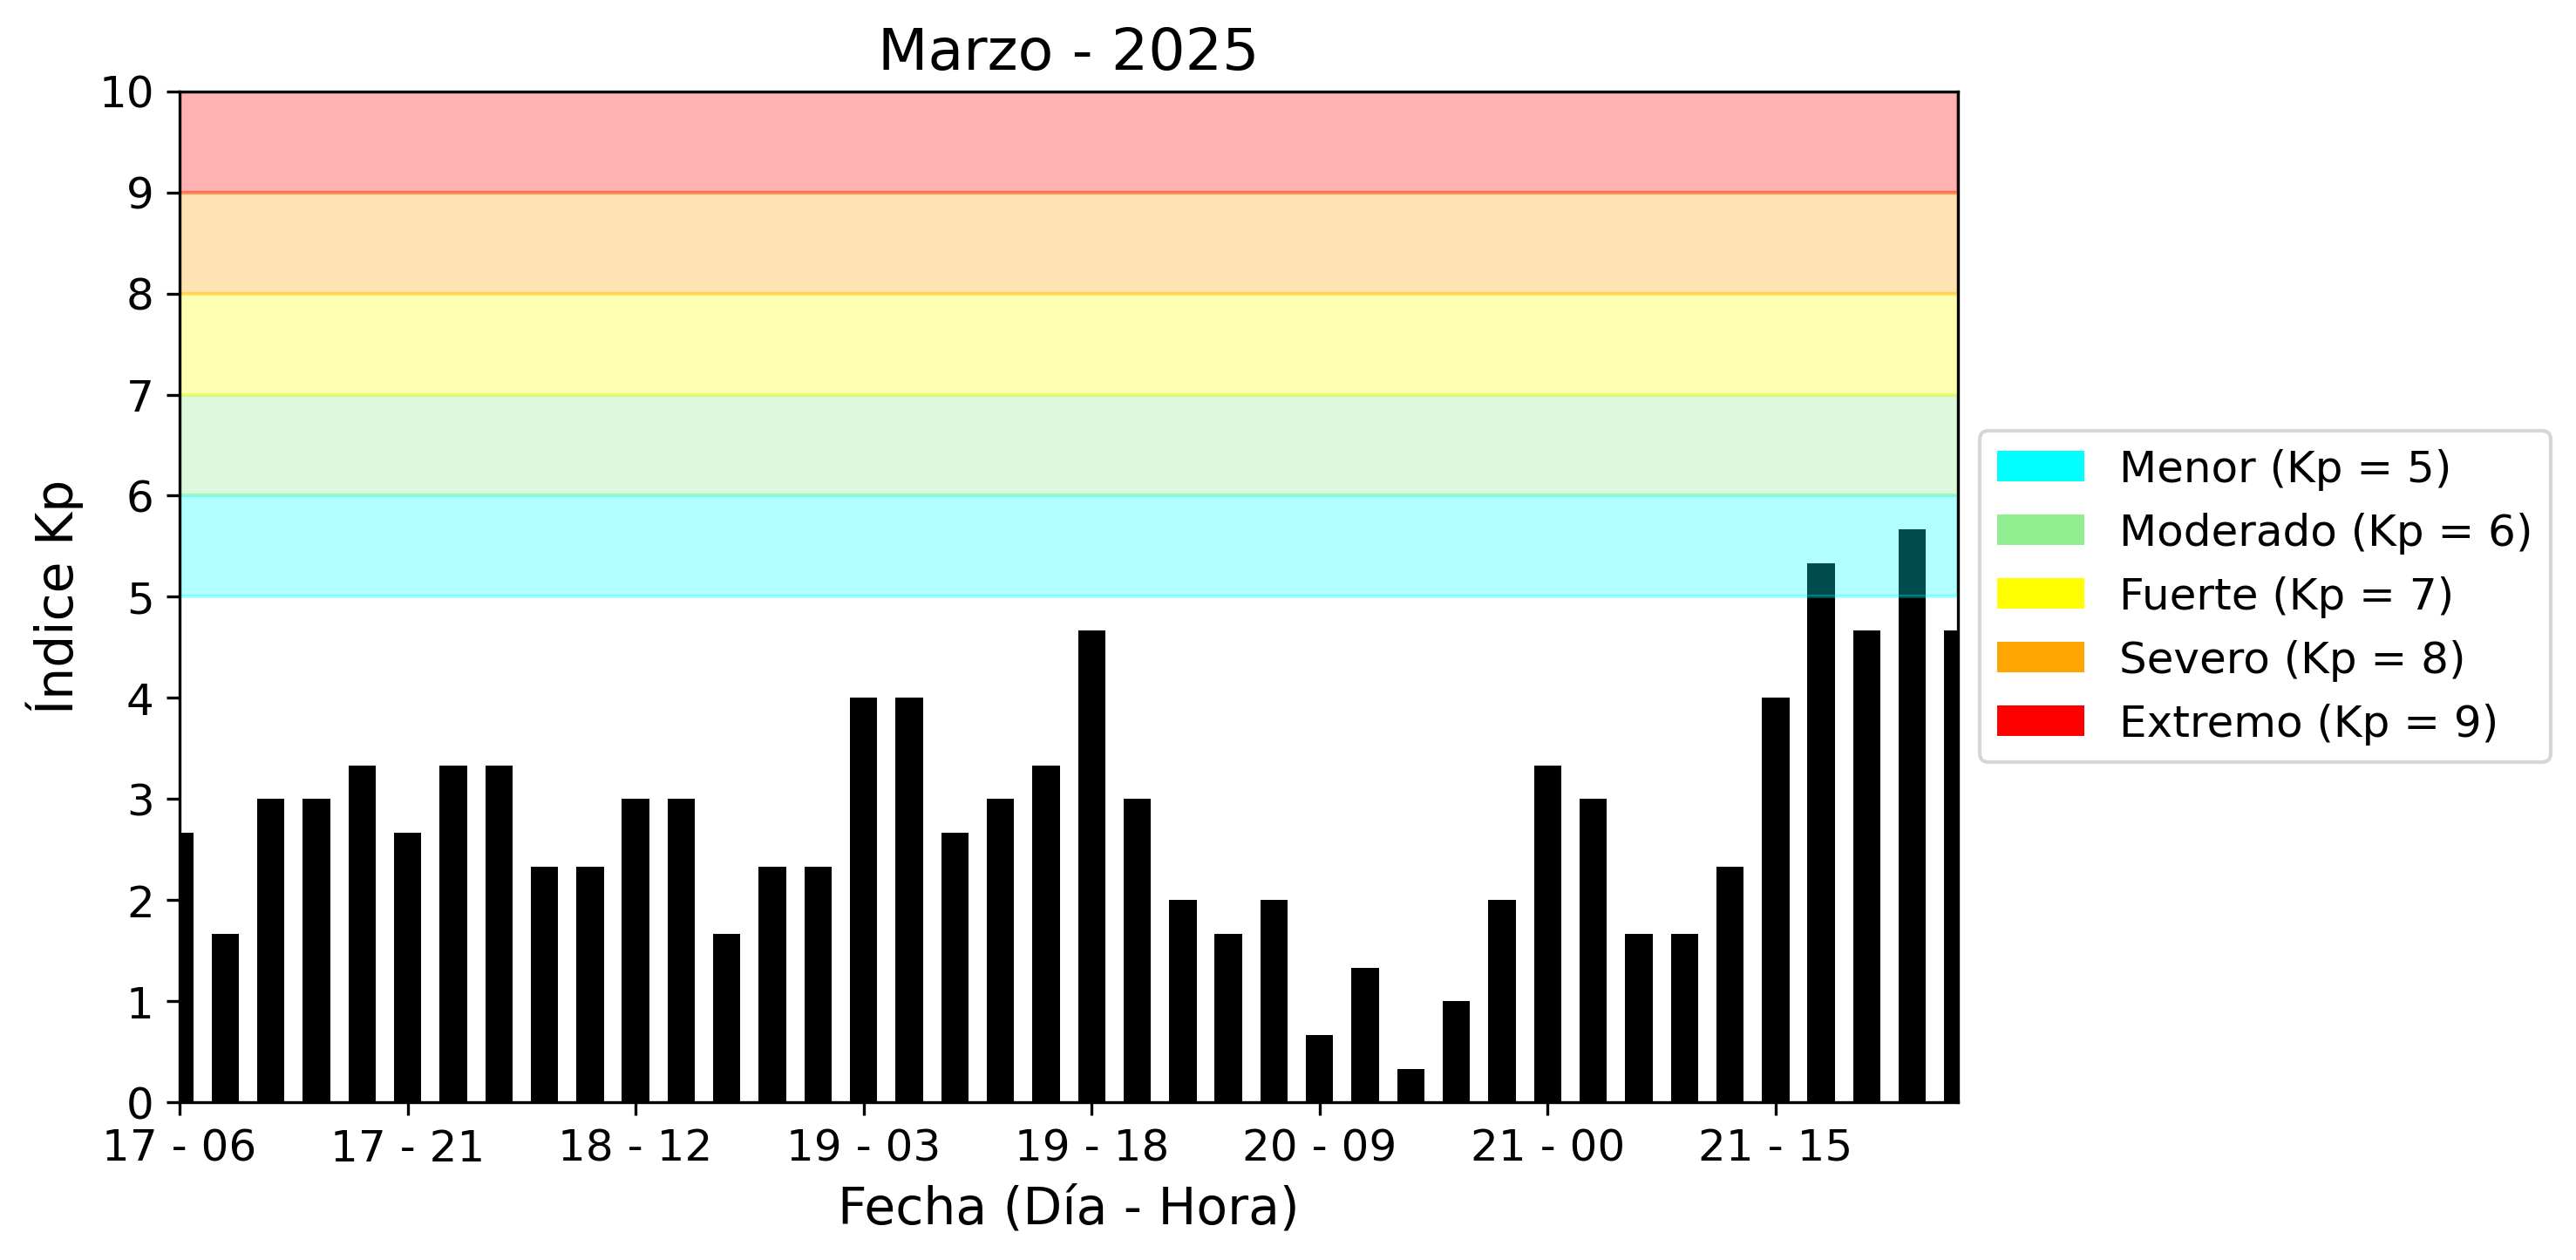 Marzo - 2025
10
9
8
7
6
5
4
3
2
1
0
Índice Kp
17 - 06
17 - 21
18 - 12
19 - 03
19 - 18
20 - 09
21 - 00
21 - 15
Fecha (Día - Hora)
Menor (Kp = 5)
Moderado (Kp = 6)
Fuerte (Kp = 7)
Severo (Kp = 8)
Extremo (Kp = 9)